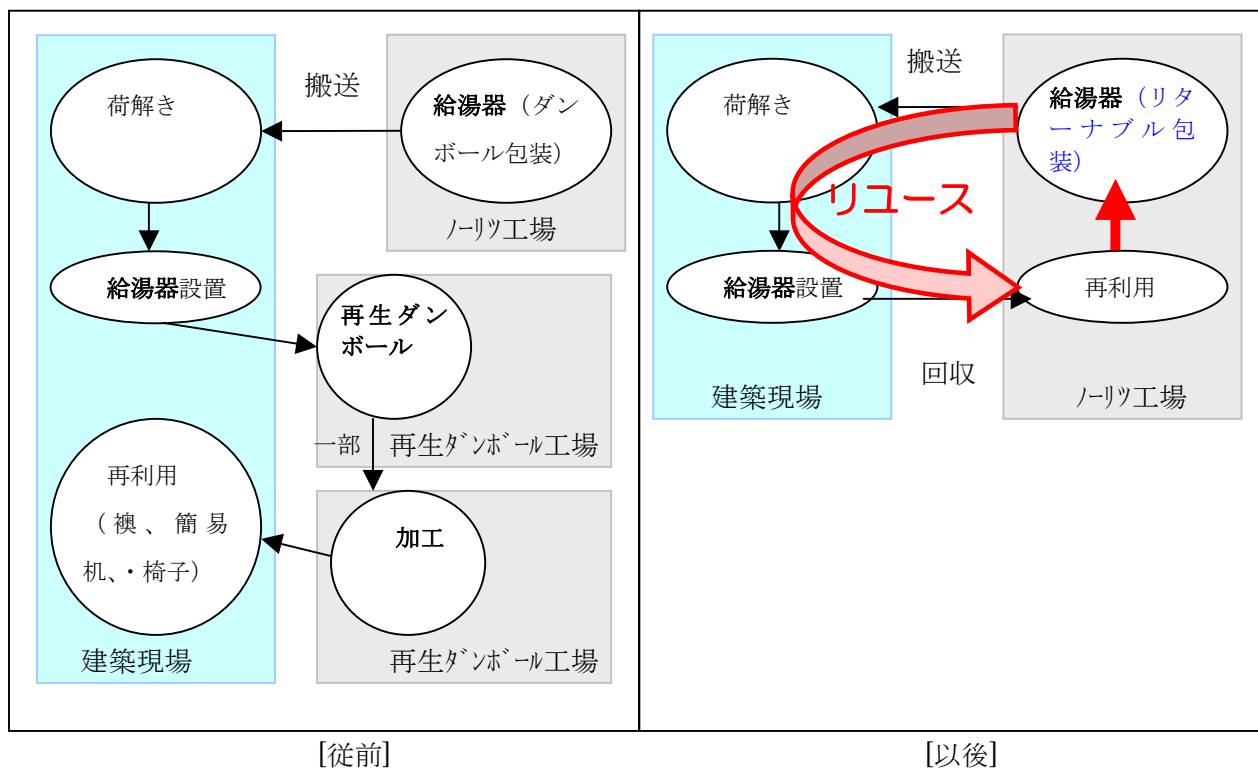 荷解き
搬送
給湯器（ダン
ボール包装）
ﾉｰﾘﾂ工場
給湯器設置
再生ダン
ボール
一部
再生ﾀﾞﾝﾎﾞｰﾙ工場
再利用
（襖、簡易
机、・椅子）
加工
建築現場
再生ﾀﾞﾝﾎﾞｰﾙ工場
[従前]
荷解き
搬送
給湯器（リタ
ーナブル包
装）
リユース
給湯器設置
再利用
回収
建築現場
ﾉｰﾘﾂ工場
[以後]